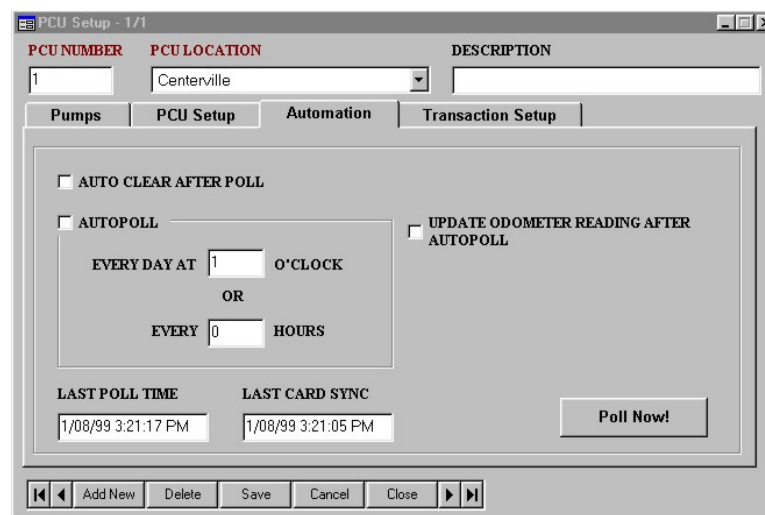 PCU Setup - 1/1
PCU NUMBER PCU LOCATION DESCRIPTION
1 Centerville
Pumps PCU Setup Automation Transaction Setup
AUTO CLEAR AFTER POLL
AUTOPOLL
UPDATE ODOMETER READING AFTER
AUTOPOLL
EVERY DAY AT 1 O'CLOCK
OR
EVERY 0 HOURS
LAST POLL TIME LAST CARD SYNC
1/08/99 3:21:17 PM 1/08/99 3:21:05 PM
Poll Now!
Add New Delete Save Cancel Close